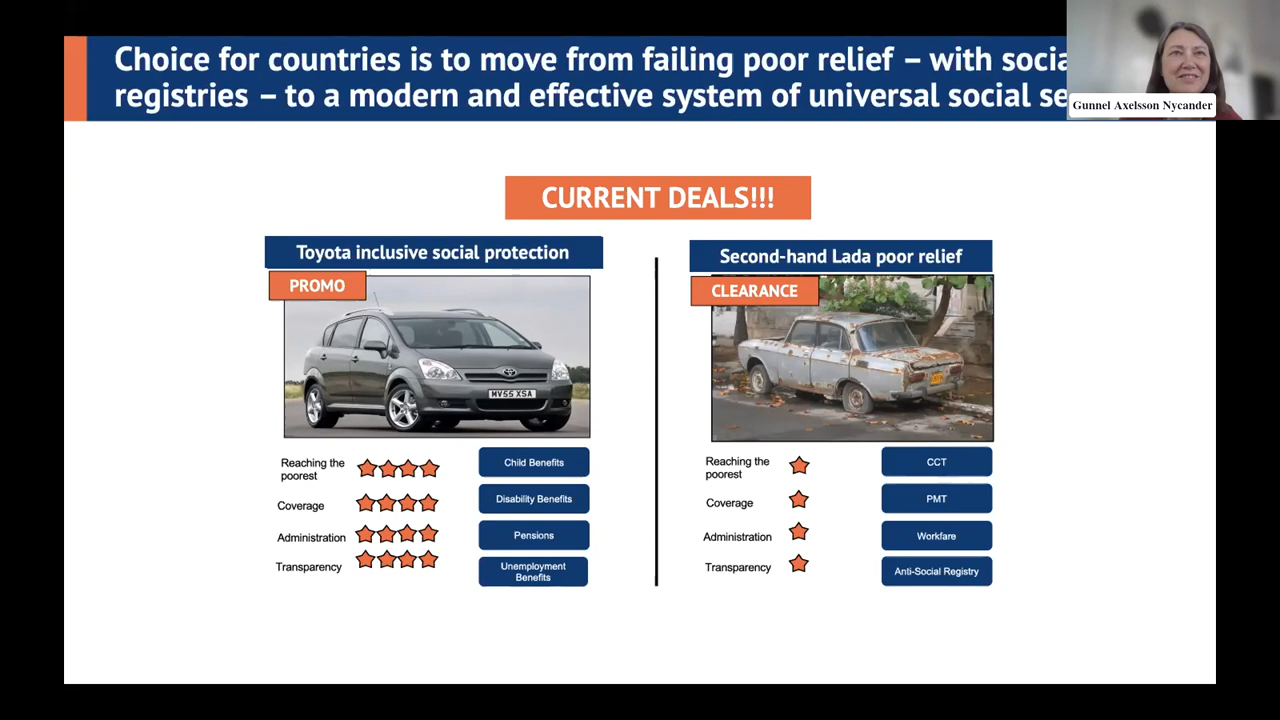 Choice for countries is to move from failing poor relief – with socia
registries – to a modern and effective system of universal social se
Gunnel Axelsson Nycander
CURRENT DEALS!!!
Toyota inclusive social protection
PROMO
MV55 XSA
Reaching the
poorest
Coverage
Administration
Transparency
Child Benefits
Disability Benefits
Pensions
Unemployment
Benefits
Second-hand Lada poor relief
CLEARANCE
Reaching the
poorest
Coverage
Administration
Transparency
CCT
PMT
Workfare
Anti-Social Registry